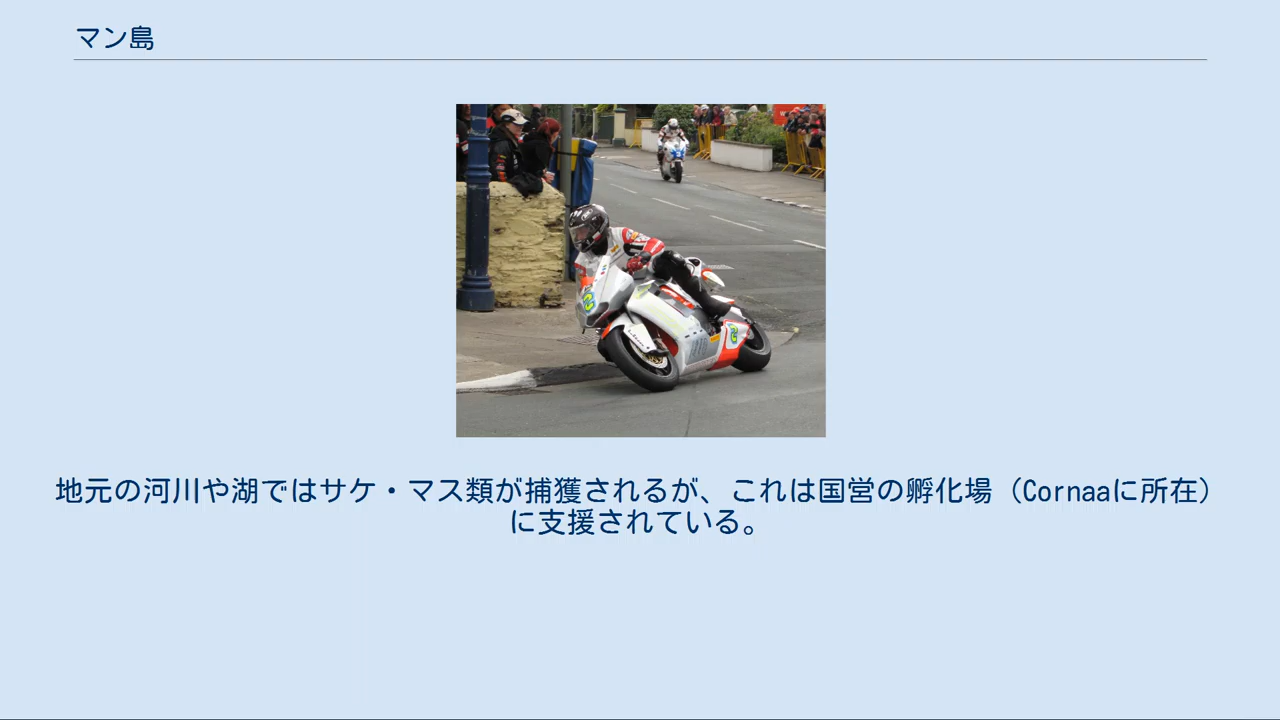 マン島
地元の河川や湖ではサケ・マス類が捕獲されるが、これは国営の孵化場（Cornaaに所在）
に支援されている。